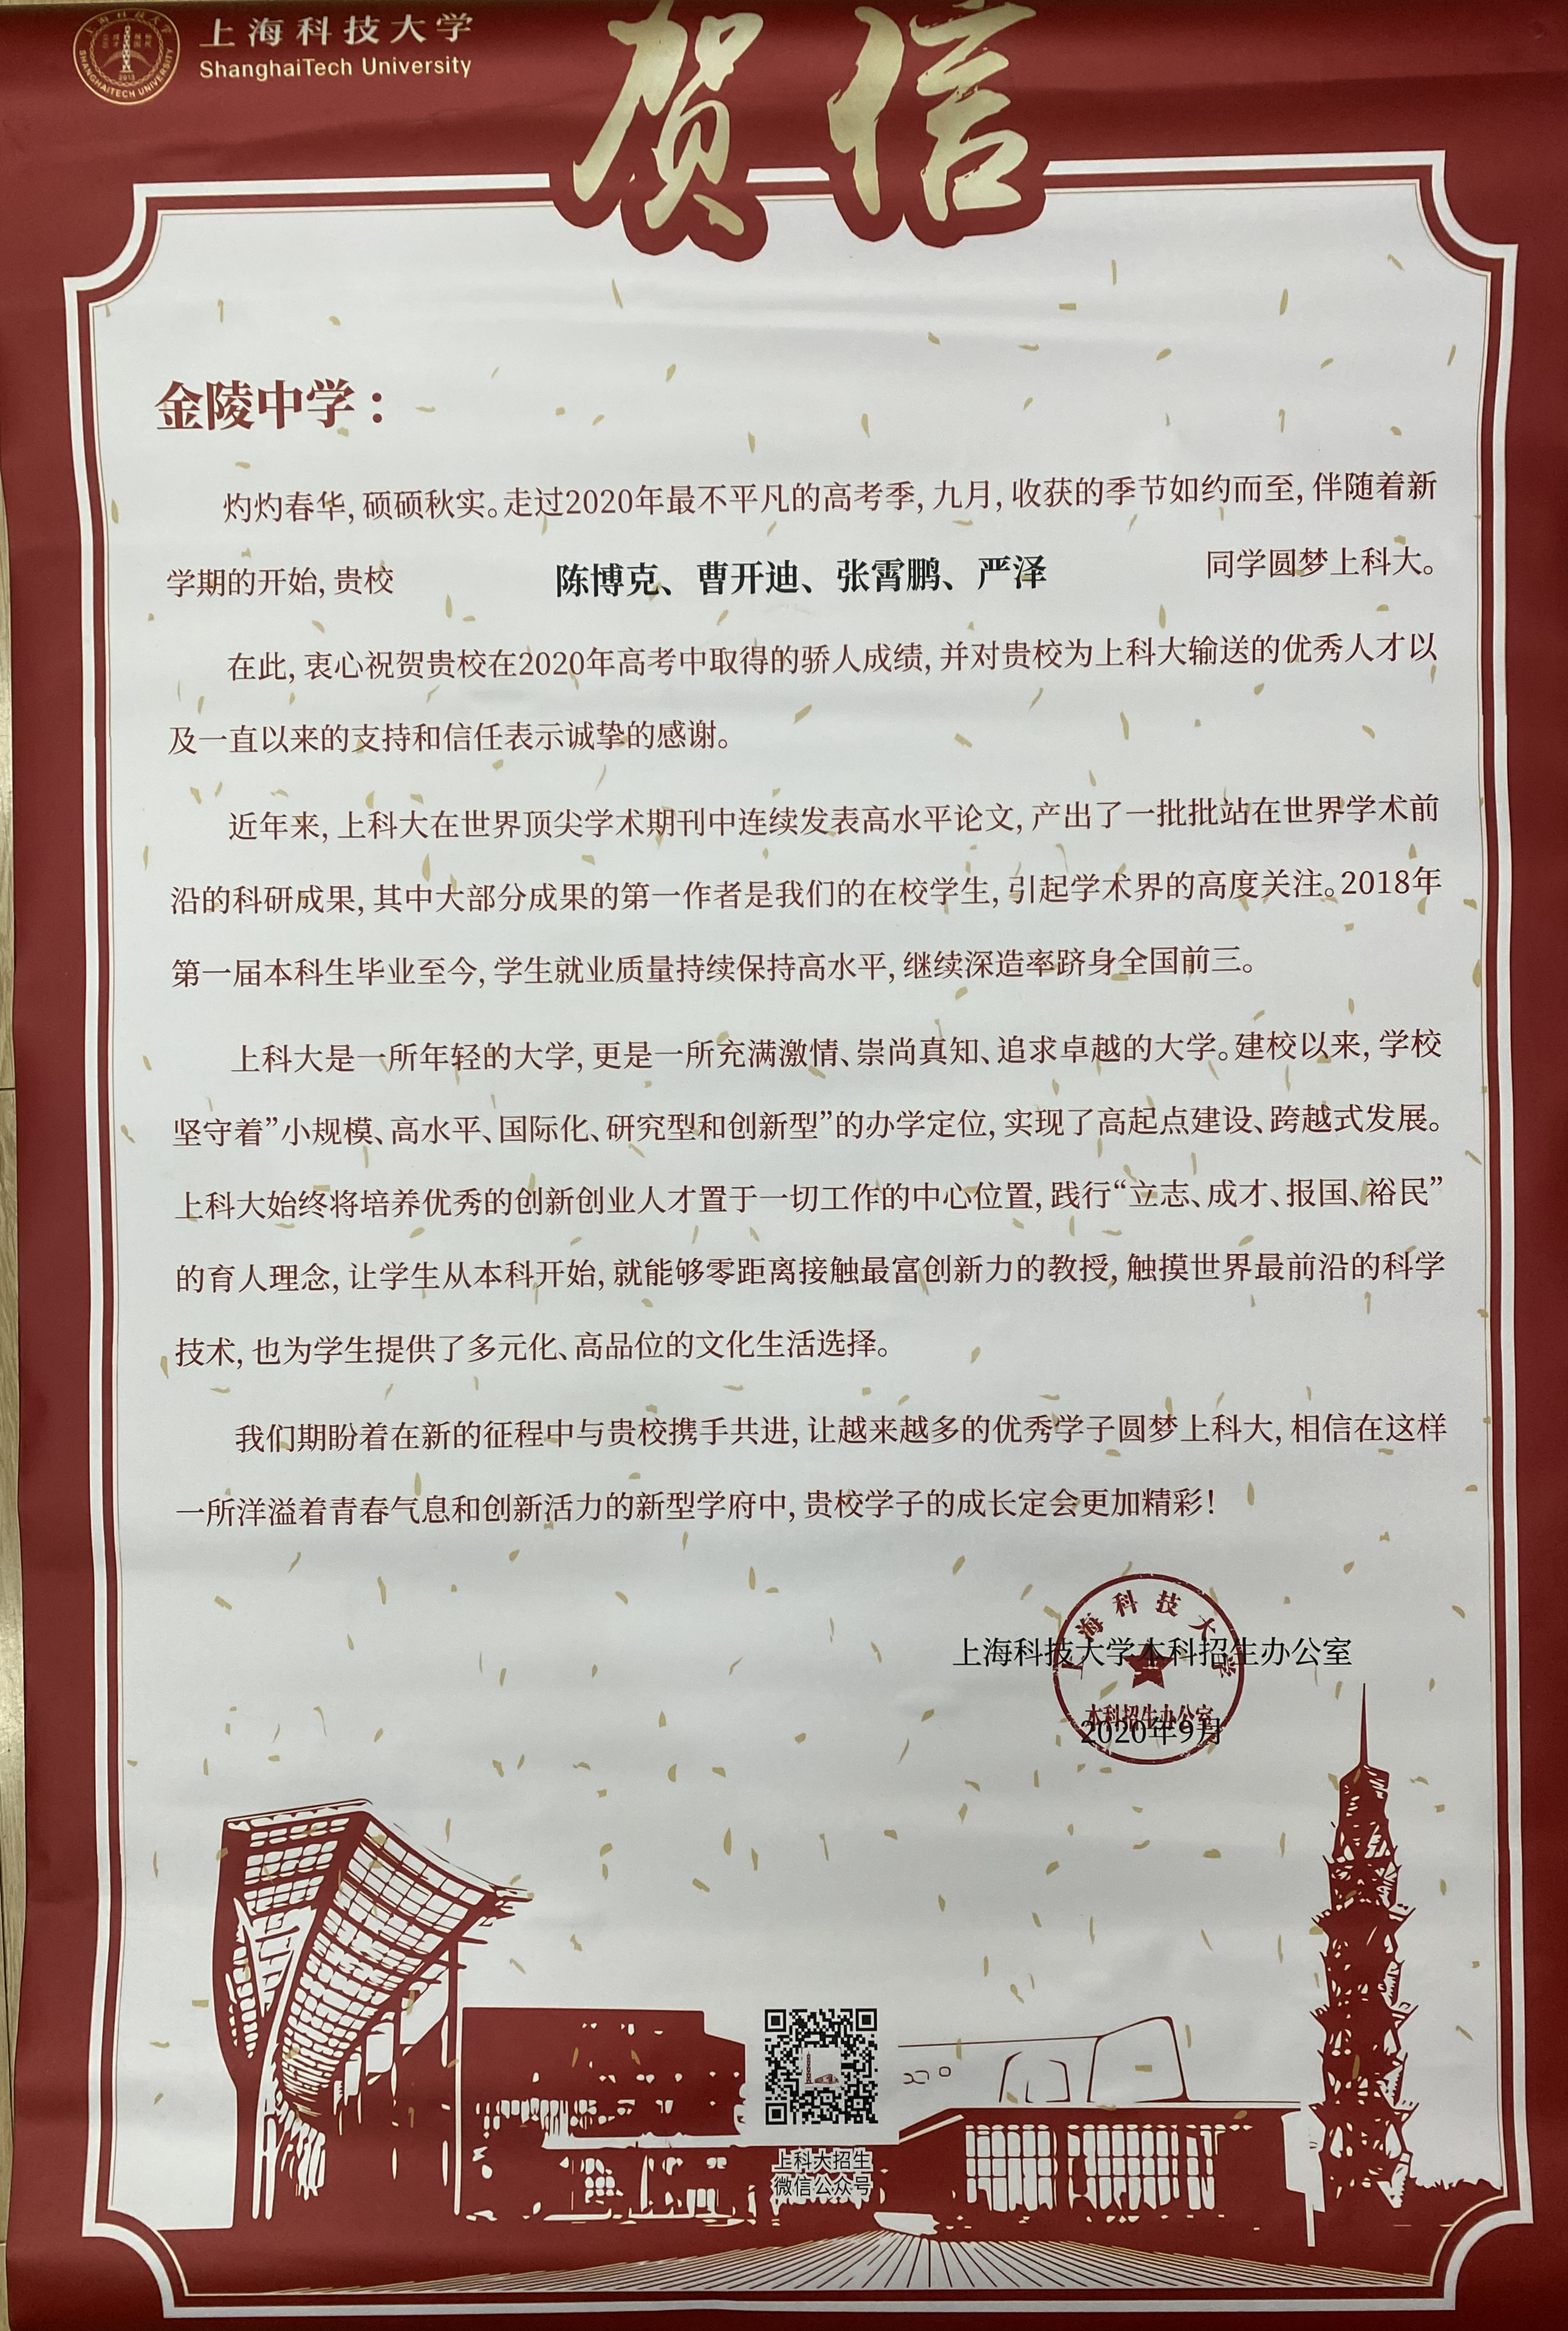 上海科技大学
ShanghaiTech University
SHANGHAITECH UNIVERSITY
2013
贺信
金陵中学：
灼灼春华，硕硕秋实。走过2020年最不平凡的高考季，九月，收获的季节如约而至，伴随着新
学期的开始，贵校 陈博克、曹开迪、张霄鹏、严泽 同学圆梦上科大。
在此，衷心祝贺贵校在2020年高考中取得的骄人成绩，并对贵校为上科大输送的优秀人才以
及一直以来的支持和信任表示诚挚的感谢。
近年来，上科大在世界顶尖学术期刊中连续发表高水平论文，产出了一批批站在世界学术前
沿的科研成果，其中大部分成果的第一作者是我们的在校学生，引起学术界的高度关注。2018年
第一届本科生毕业至今，学生就业质量持续保持高水平，继续深造率跻身全国前三。
上科大是一所年轻的大学，更是一所充满激情、崇尚真知、追求卓越的大学。建校以来，学校
坚守着”小规模、高水平、国际化、研究型和创新型”的办学定位，实现了高起点建设、跨越式发展。
上科大始终将培养优秀的创新创业人才置于一切工作的中心位置，践行“立志、成才、报国、裕民”
的育人理念，让学生从本科开始，就能够零距离接触最富创新力的教授，触摸世界最前沿的科学
技术，也为学生提供了多元化、高品位的文化生活选择。
我们期盼着在新的征程中与贵校携手共进，让越来越多的优秀学子圆梦上科大，相信在这样
一所洋溢着青春气息和创新活力的新型学府中，贵校学子的成长定会更加精彩！
上海科技大学
上海科技大学本科招生办公室
本科招生办公室
2020年9月
上科大招生
微信公众号